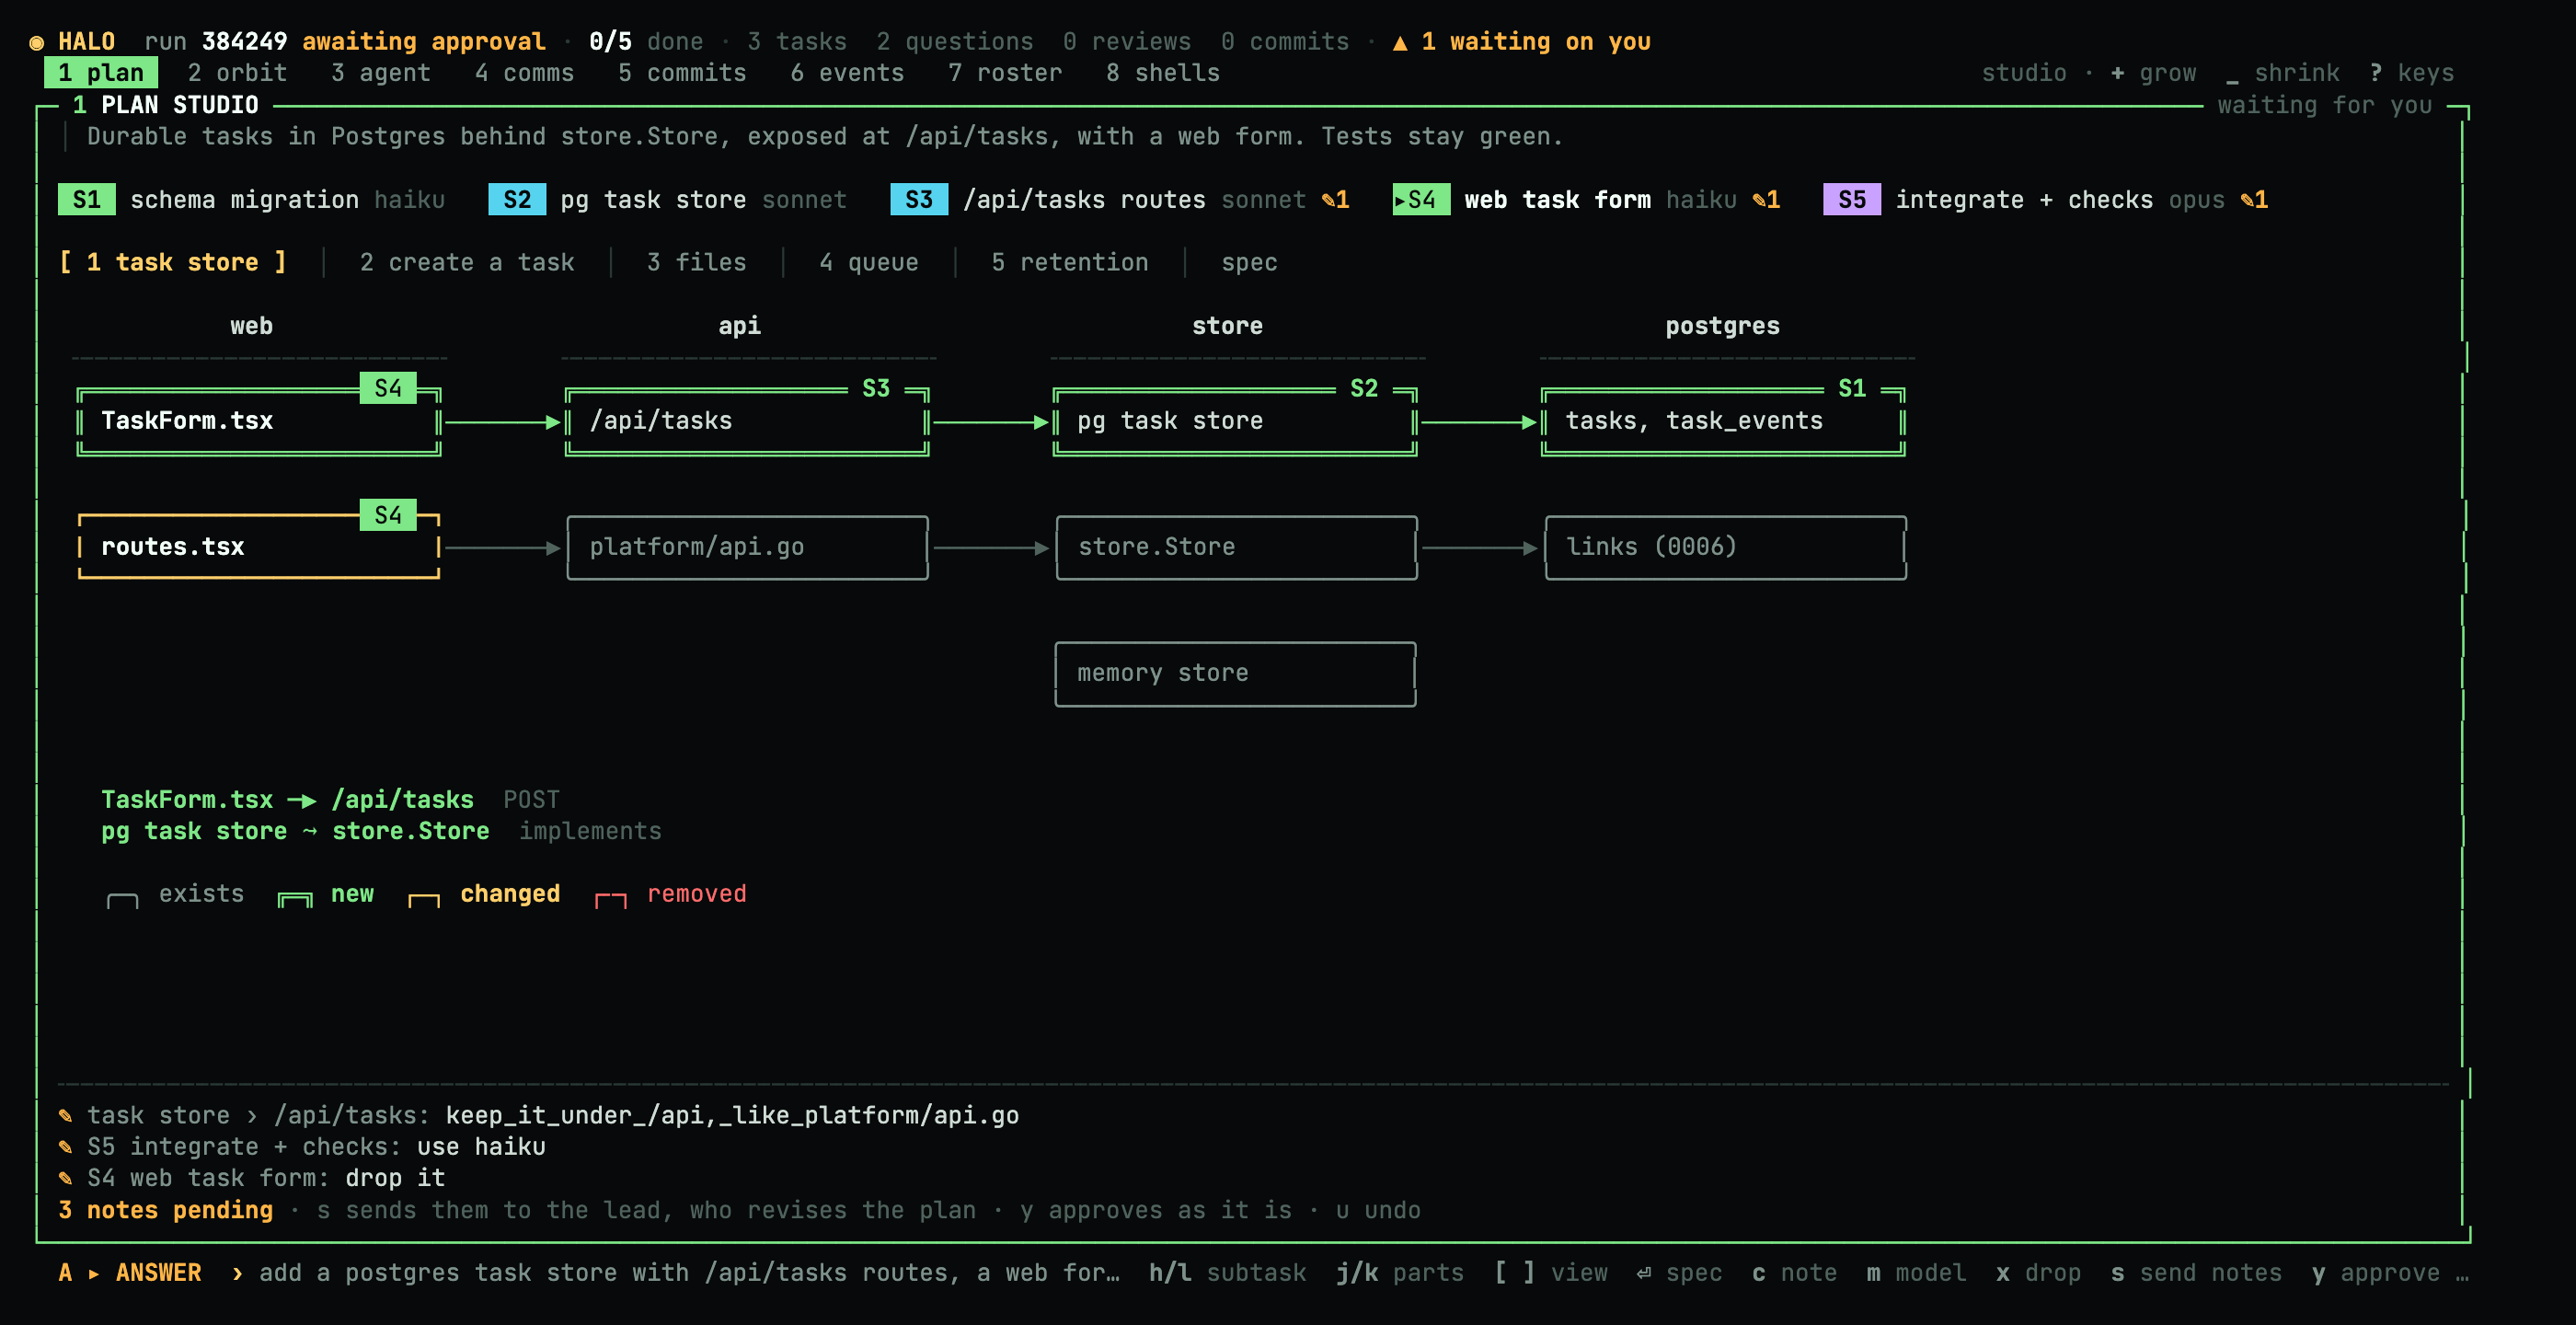 ◉ HALO run 384249 awaiting approval · 0/5 done · 3 tasks 2 questions 0 reviews 0 commits · ▲ 1 waiting on you
1 plan 2 orbit 3 agent 4 comms 5 commits 6 events 7 roster 8 shells studio · + grow _ shrink ? keys
1 PLAN STUDIO waiting for you
Durable tasks in Postgres behind store.Store, exposed at /api/tasks, with a web form. Tests stay green.
S1 schema migration haiku S2 pg task store sonnet S3 /api/tasks routes sonnet ✎1 ▸S4 web task form haiku ✎1 S5 integrate + checks opus ✎1
[ 1 task store ] │ 2 create a task │ 3 files │ 4 queue │ 5 retention │ spec
web api store postgres
S4 S3 S2 S1
TaskForm.tsx /api/tasks pg task store tasks, task_events
S4
routes.tsx platform/api.go store.Store links (0006)
memory store
TaskForm.tsx ─▶ /api/tasks POST
pg task store ⤳ store.Store implements
exists new changed removed
✎ task store › /api/tasks: keep_it_under_/api,_like_platform/api.go
✎ S5 integrate + checks: use haiku
✎ S4 web task form: drop it
3 notes pending · s sends them to the lead, who revises the plan · y approves as it is · u undo
A ▸ ANSWER › add a postgres task store with /api/tasks routes, a web for… h/l subtask j/k parts [ ] view ⏎ spec c note m model x drop s send notes y approve …